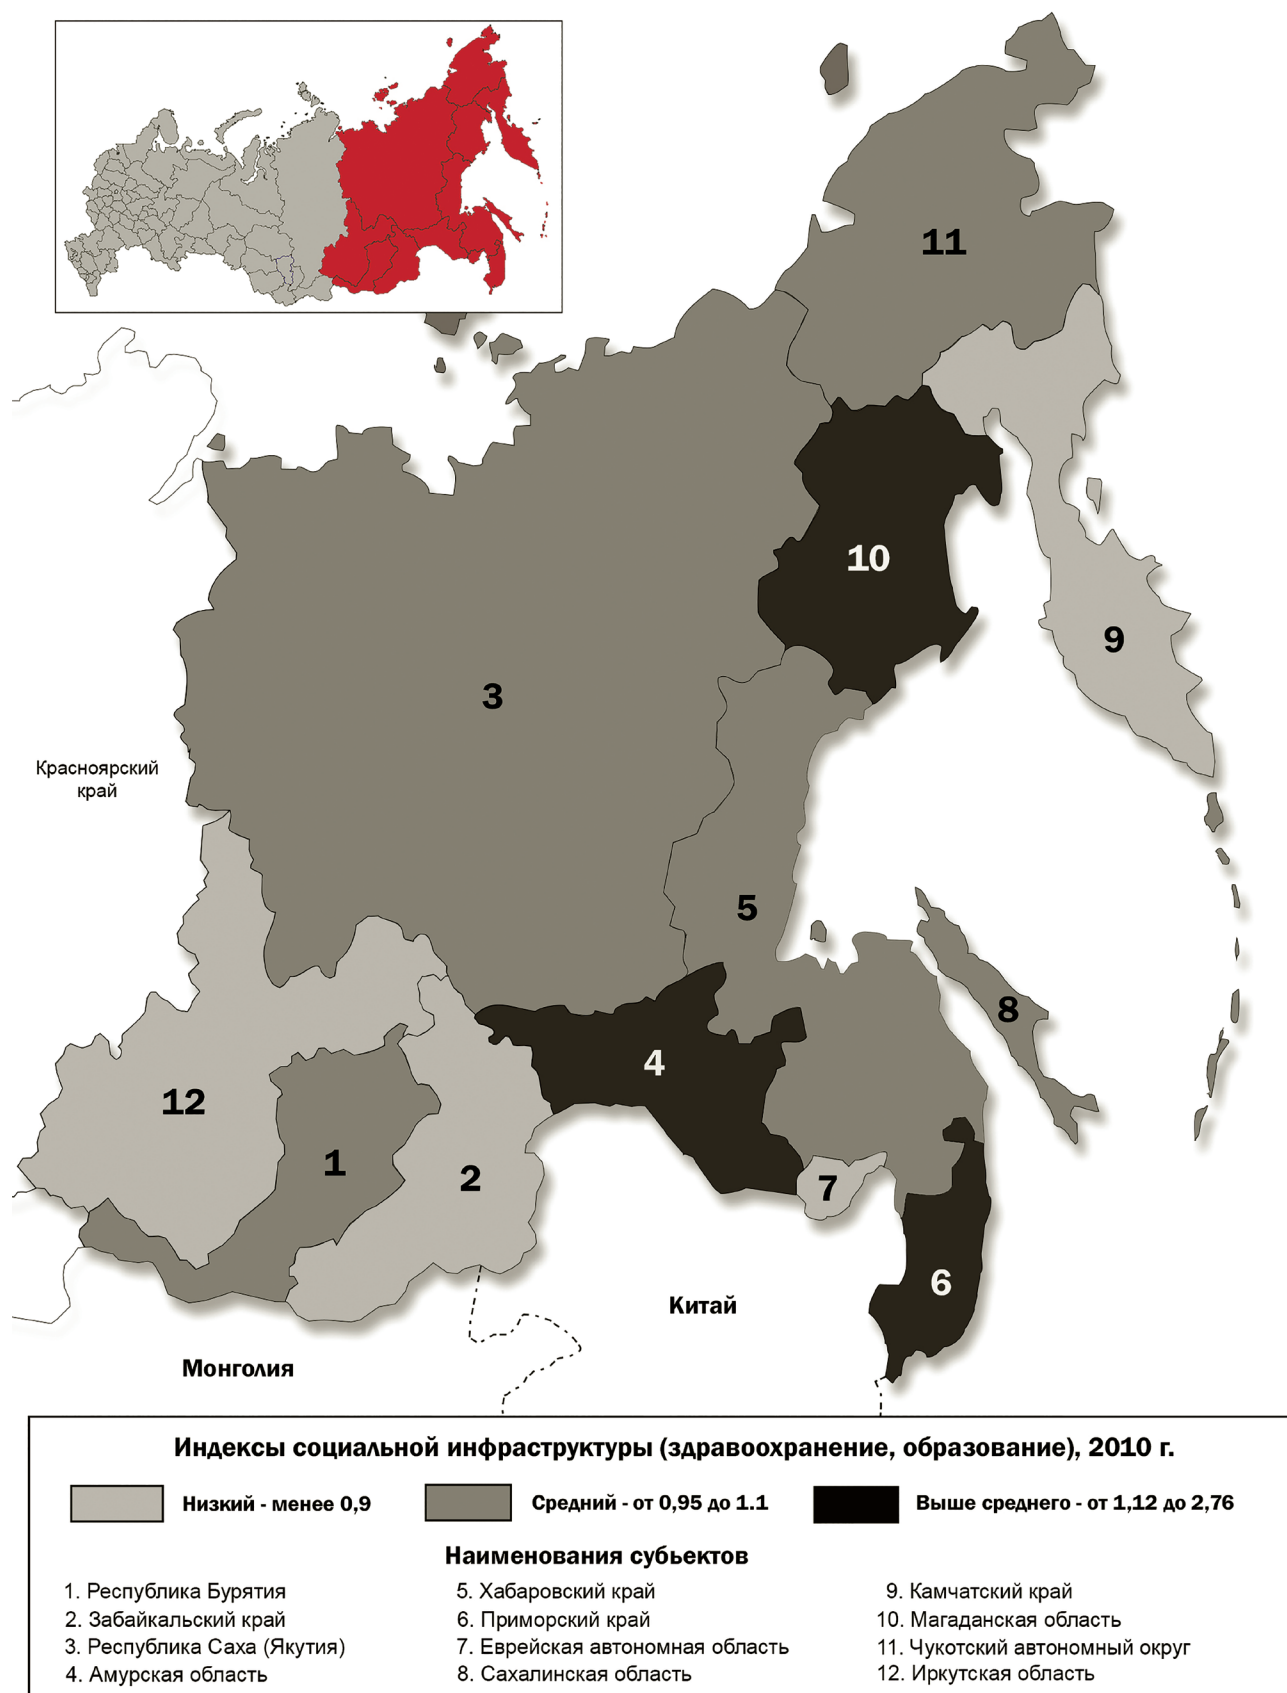 11
10
9
3
Красноярский
край
5
8
4
12
1
2
7
6
Китай
Монголия
Индексы социальной инфраструктуры (здравоохранение, образование), 2010 г.
Низкий - менее 0,9
Средний - от 0,95 до 1.1
Выше среднего - от 1,12 до 2,76
Наименования субьектов
1. Республика Бурятия
2. Забайкальский край
3. Республика Саха (Якутия)
4. Амурская область
5. Хабаровский край
6. Приморский край
7. Еврейская автономная область
8. Сахалинская область
9. Камчатский край
10. Магаданская область
11. Чукотский автономный округ
12. Иркутская область